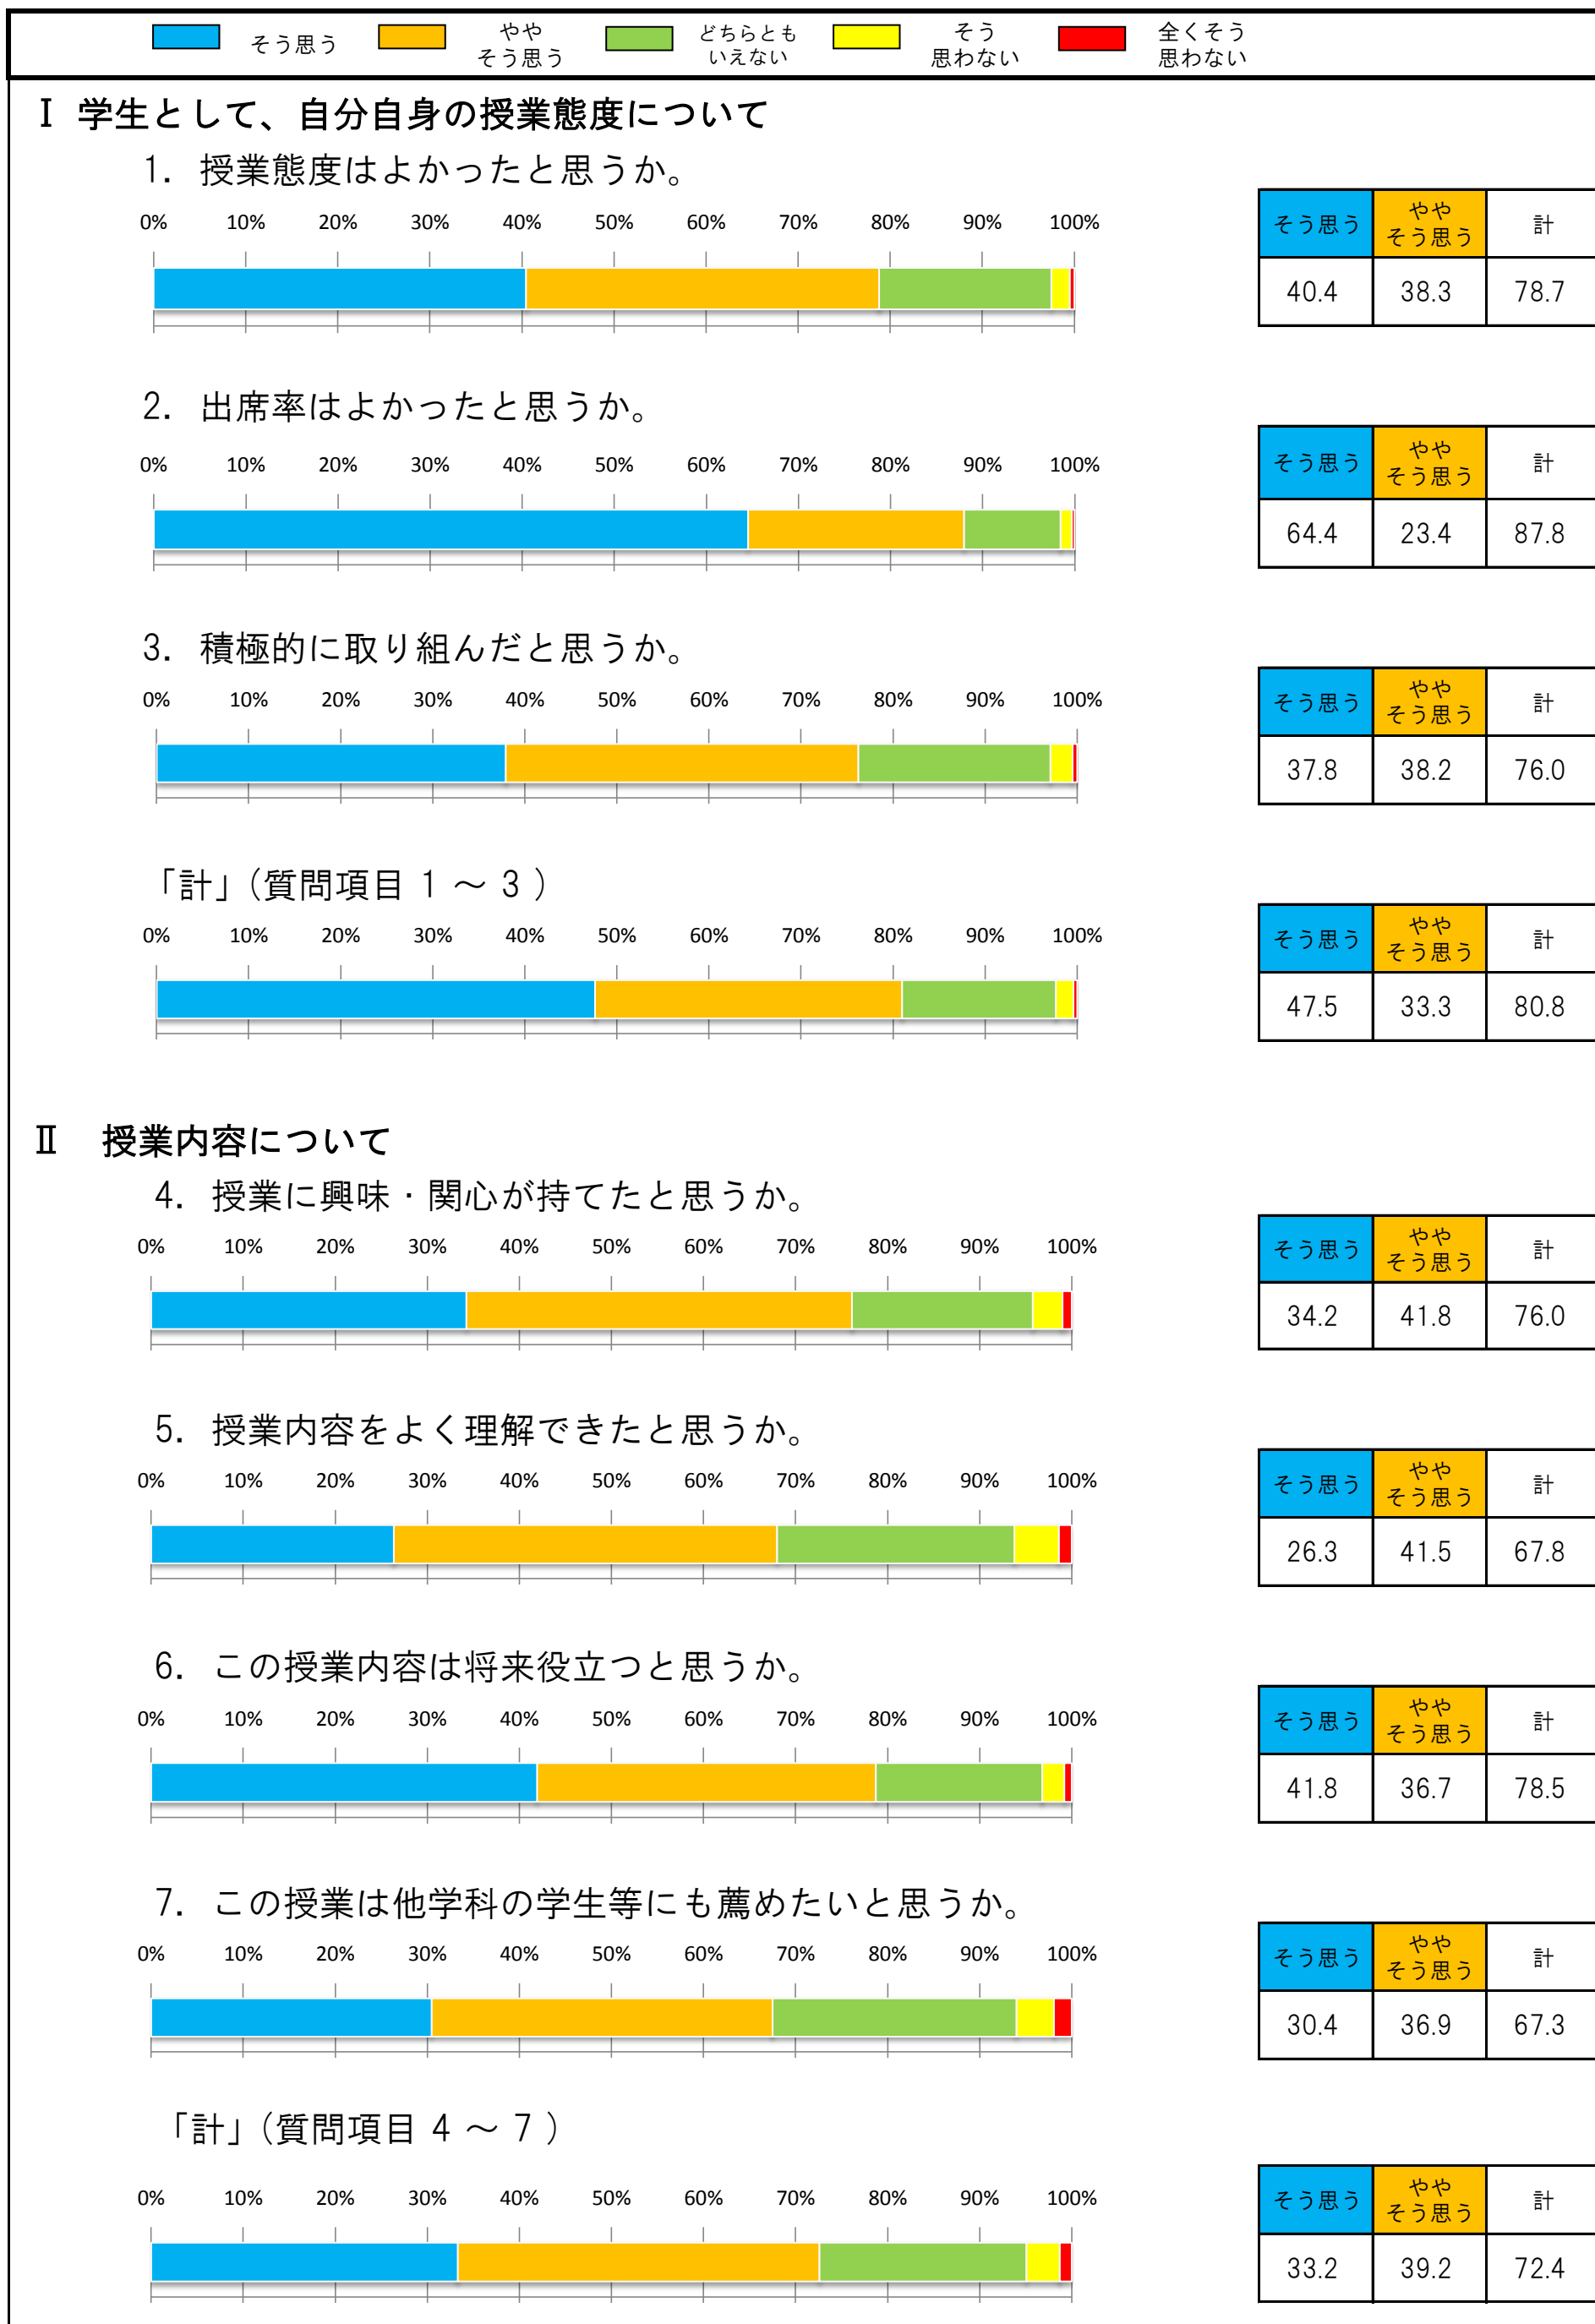 そう思う
やや
そう思う
どちらとも
いえない
そう
思わない
全くそう
思わない
Ⅰ 学生として、自分自身の授業態度について
1. 授業態度はよかったと思うか。
0% 10% 20% 30% 40% 50% 60% 70% 80% 90% 100%
そう思う やや そう思う 計
40.4 38.3 78.7
2. 出席率はよかったと思うか。
0% 10% 20% 30% 40% 50% 60% 70% 80% 90% 100%
そう思う やや そう思う 計
64.4 23.4 87.8
3. 積極的に取り組んだと思うか。
0% 10% 20% 30% 40% 50% 60% 70% 80% 90% 100%
そう思う やや そう思う 計
37.8 38.2 76.0
「計」(質問項目 1 ～ 3 )
0% 10% 20% 30% 40% 50% 60% 70% 80% 90% 100%
そう思う やや そう思う 計
47.5 33.3 80.8
Ⅱ 授業内容について
4. 授業に興味・関心が持てたと思うか。
0% 10% 20% 30% 40% 50% 60% 70% 80% 90% 100%
そう思う やや そう思う 計
34.2 41.8 76.0
5. 授業内容をよく理解できたと思うか。
0% 10% 20% 30% 40% 50% 60% 70% 80% 90% 100%
そう思う やや そう思う 計
26.3 41.5 67.8
6. この授業内容は将来役立つと思うか。
0% 10% 20% 30% 40% 50% 60% 70% 80% 90% 100%
そう思う やや そう思う 計
41.8 36.7 78.5
7. この授業は他学科の学生等にも薦めたいと思うか。
0% 10% 20% 30% 40% 50% 60% 70% 80% 90% 100%
そう思う やや そう思う 計
30.4 36.9 67.3
「計」(質問項目 4 ～ 7 )
0% 10% 20% 30% 40% 50% 60% 70% 80% 90% 100%
そう思う やや そう思う 計
33.2 39.2 72.4